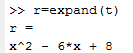 >> r=expand(t)
r =
x^2 - 6*x + 8